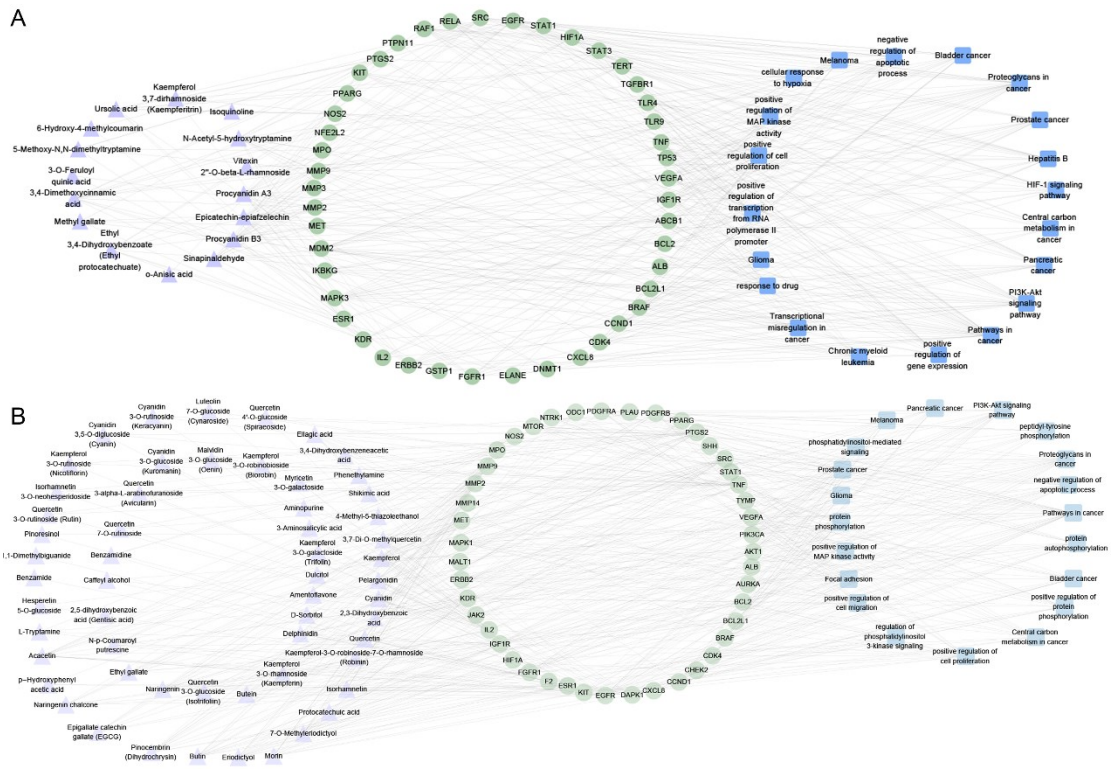 A
Ursolic acid
Kaempferol
3,7-dirhamnoside
(Kaempferitrin)
Isoquinoline
6-Hydroxy-4-methylcoumarin
N-Acetyl-5-hydroxytryptamine
5-Methoxy-N,N-dimethyltryptamine
Vitexin
2"-O-beta-L-rhamnoside
3-O-Feruloyl
quinic acid
3,4-Dimethoxycinnamic
acid
Procyanidin A3
Methyl gallate
Epicatechin-epiafzelechin
Ethyl
3,4-Dihydroxybenzoate
(Ethyl
protocatechuate)
Procyanidin B3
Sinapinaldehyde
o-Anisic acid
SRC
EGFR
STAT1
HIF1A
STAT3
TERT
TGFBR1
TLR4
TLR9
TNF
TP53
VEGFA
IGF1R
ABCB1
BCL2
ALB
BCL2L1
BRAF
CCND1
CDK4
CXCL8
DNMT1
ELANE
FGFR1
GSTP1
ERBB2
IL2
KDR
ESR1
MAPK3
IKBKG
MDM2
MET
MMP2
MMP3
MMP9
MPO
NFE2L2
NOS2
PPARG
KIT
PTGS2
PTPN11
RAF1
RELA
negative
regulation of
apoptotic
process
Bladder cancer
Melanoma
cellular response
to hypoxia
Proteoglycans in
cancer
positive
regulation of
MAP kinase
activity
Prostate cancer
positive
regulation of cell
proliferation
Hepatitis B
HIF-1 signaling
pathway
positive
regulation of
transcription
from RNA
polymerase II
promoter
Central carbon
metabolism in
cancer
Glioma
Pancreatic
cancer
response to drug
PI3K-Akt
signaling
pathway
Transcriptional
misregulation in
cancer
Pathways in
cancer
Chronic myeloid
leukemia
positive
regulation of
gene expression
B
Cyanidin
3-O-rutinoside
(Keracyanin)
Luteolin
7-O-glucoside
(Cynaroside)
Quercetin
4'-O-glucoside
(Spiraeoside)
Cyanidin
3,5-O-diglucoside
(Cyanin)
Ellagic acid
Kaempferol
3-O-rutinoside
(Nicotiflorin)
Cyanidin
3-O-glucoside
(Kuromanin)
Malvidin
3-O-glucoside
(Oenin)
Kaempferol
3-O-robinobioside
(Biorobin)
3,4-Dihydroxybenzeneacetic
acid
Phenethylamine
Isorhamnetin
3-O-neohesperidoside
Quercetin
3-alpha-L-arabinofuranoside
(Avicularin)
Myricetin
3-O-galactoside
Shikimic acid
Quercetin
3-O-rutinoside (Rutin)
Quercetin
7-O-rutinoside
Aminopurine
4-Methyl-5-thiazoleethanol
Pinoresinol
3-Aminosalicylic acid
3,7-Di-O-methylquercetin
1,1-Dimethylbiguanide
Benzamidine
Kaempferol
3-O-galactoside
(Trifolin)
Kaempferol
Benzamide
Caffeyl alcohol
Dulcitol
Pelargonidin
Hesperetin
5-O-glucoside
2,5-dihydroxybenzoic
acid (Gentisic acid)
Amentoflavone
Cyanidin
D-Sorbitol
2,3-Dihydroxybenzoic
acid
L-Tryptamine
N-p-Coumaroyl
putrescine
Delphinidin
Quercetin
Acacetin
Kaempferol-3-O-robinoside-7-O-rhamnoside
(Robinin)
p-Hydroxyphenyl
acetic acid
Ethyl gallate
Kaempferol
3-O-rhamnoside
(Kaempferin)
Naringenin
Quercetin
3-O-glucoside
(Isotrifoliin)
Butein
Isorhamnetin
Naringenin chalcone
Protocatechuic acid
Epigallate catechin
gallate (EGCG)
7-O-Methyleriodictyol
Pinocembrin
(Dihydrochrysin)
Butin
Eriodictyol
Morin
ODC1
PDGFRA
PLAU
PDGFRB
PPARG
PTGS2
SHH
SRC
STAT1
TNF
TYMP
VEGFA
PIK3CA
AKT1
ALB
AURKA
BCL2
BCL2L1
BRAF
CDK4
CHEK2
CCND1
CXCL8
DAPK1
EGFR
KIT
ESR1
F2
FGFR1
HIF1A
IGF1R
IL2
JAK2
KDR
ERBB2
MALT1
MAPK1
MET
MMP14
MMP2
MMP9
MPO
NOS2
MTOR
NTRK1
Pancreatic cancer
PI3K-Akt signaling
pathway
Melanoma
peptidyl-tyrosine
phosphorylation
phosphatidylinositol-mediated
signaling
Proteoglycans in
cancer
Prostate cancer
negative regulation of
apoptotic process
Glioma
Pathways in cancer
protein
phosphorylation
protein
autophosphorylation
positive regulation of
MAP kinase activity
Focal adhesion
Bladder cancer
positive regulation of
cell migration
positive regulation of
protein
phosphorylation
regulation of
phosphatidylinositol
3-kinase signaling
Central carbon
metabolism in cancer
positive regulation of
cell proliferation